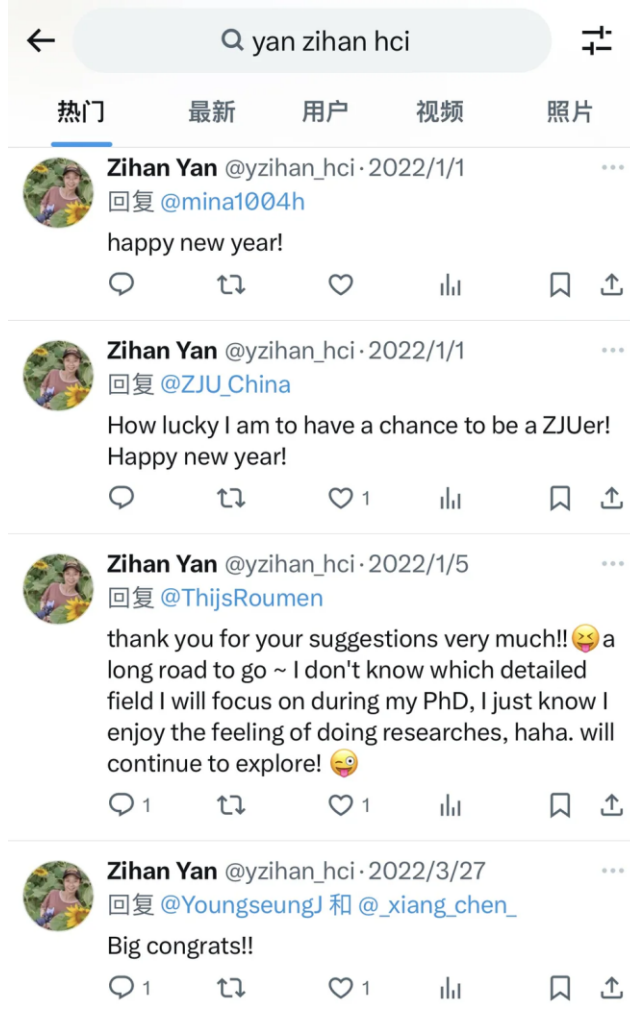 yan zihan hci
热门 最新 用户 视频 照片
Zihan Yan @yzihan_hci · 2022/1/1
回复 @mina1004h
happy new year!
Zihan Yan @yzihan_hci · 2022/1/1
回复 @ZJU_China
How lucky I am to have a chance to be a ZJUer!
Happy new year!
1
Zihan Yan @yzihan_hci · 2022/1/5
回复 @ThijsRoumen
thank you for your suggestions very much!!😝 a
long road to go ~ I don't know which detailed
field I will focus on during my PhD, I just know I
enjoy the feeling of doing researches, haha. will
continue to explore! 😜
1 1
Zihan Yan @yzihan_hci · 2022/3/27
回复 @YoungseungJ 和 @_xiang_chen_
Big congrats!!
1 1